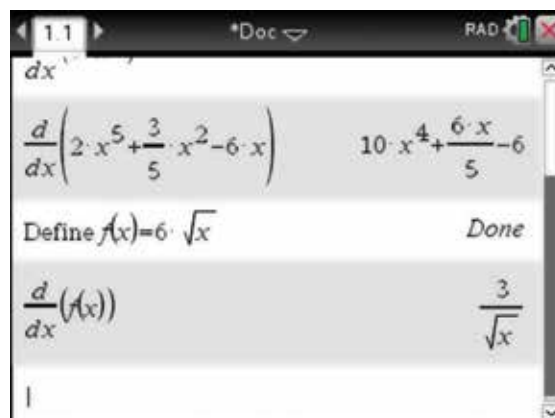 1.1 *Doc RAD
d/dx
d/dx(2·x^5+3/5·x^2-6·x) 10·x^4+6·x/5-6
Define f(x)=6·√x Done
d/dx(f(x)) 3/√x